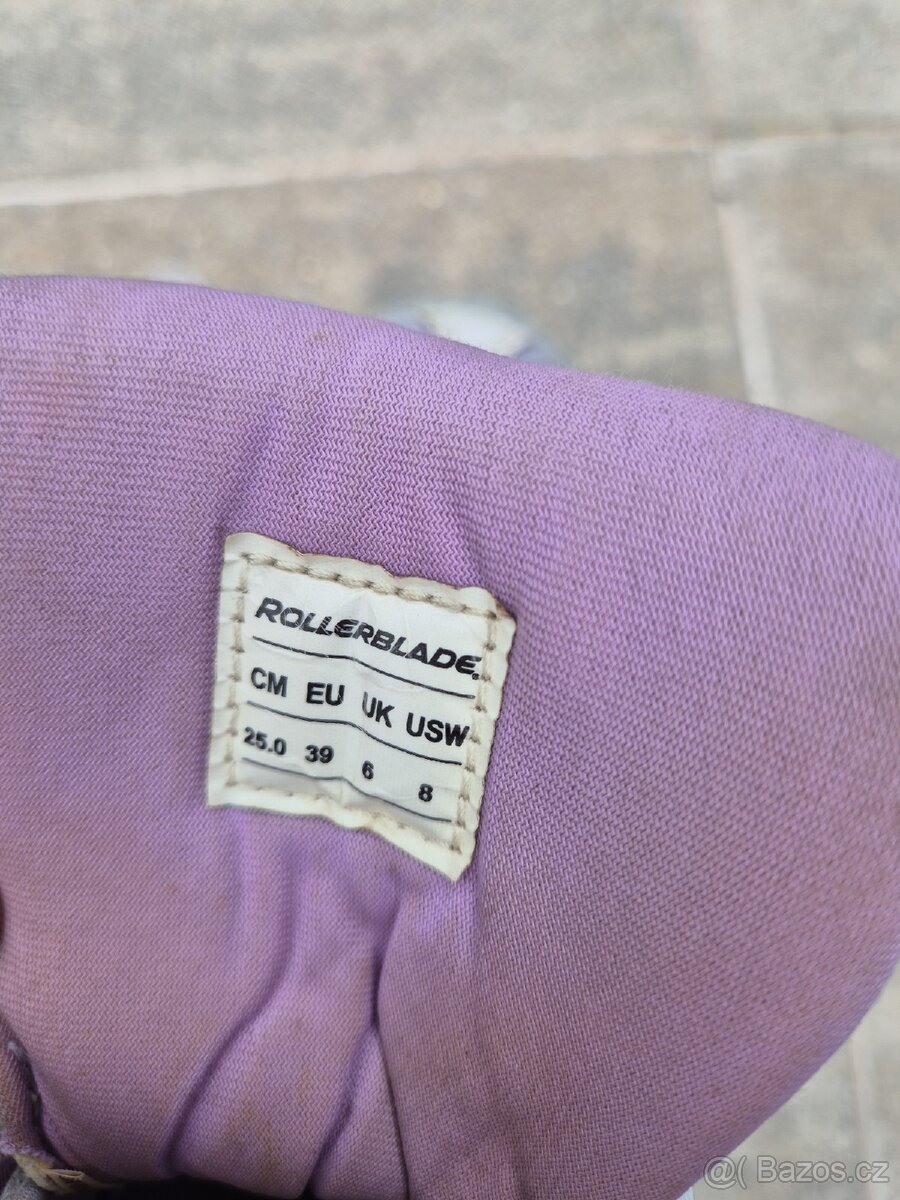 ROLLERBLADE
CM EU UK USW
25.0 39 6 8
@( Bazos.cz